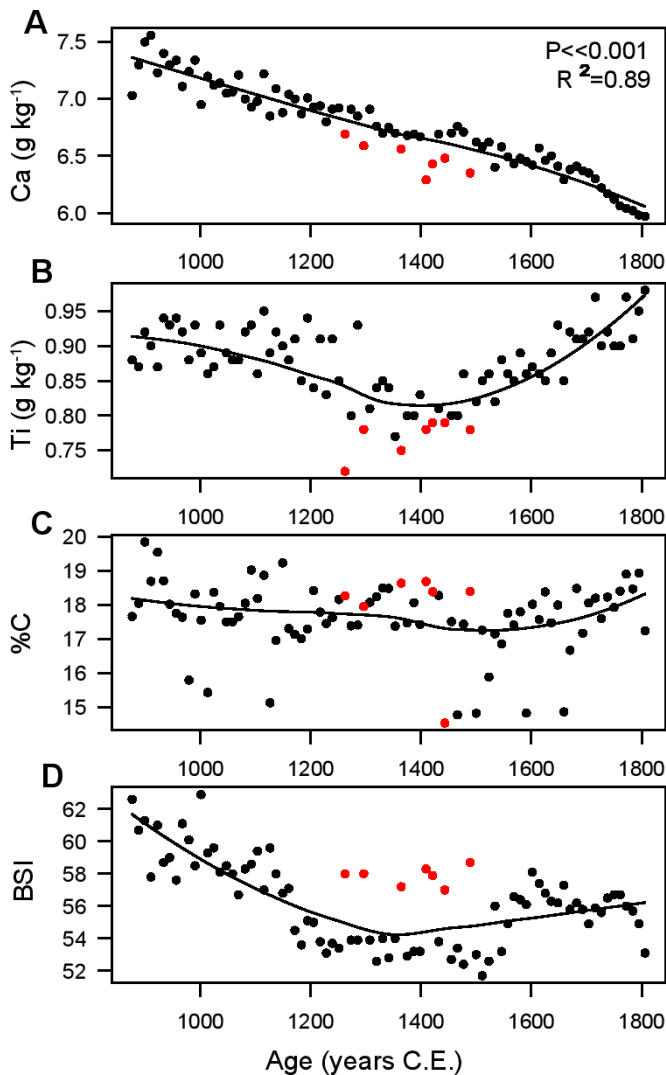 A
7.5
7.0
6.5
6.0
Ca (g kg-1)
P<<0.001
R 2=0.89
1000 1200 1400 1600 1800
B
0.95
0.90
0.85
0.80
0.75
Ti (g kg-1)
1000 1200 1400 1600 1800
C
20
19
18
17
16
15
%C
1000 1200 1400 1600 1800
D
62
60
58
56
54
52
BSI
1000 1200 1400 1600 1800
Age (years C.E.)